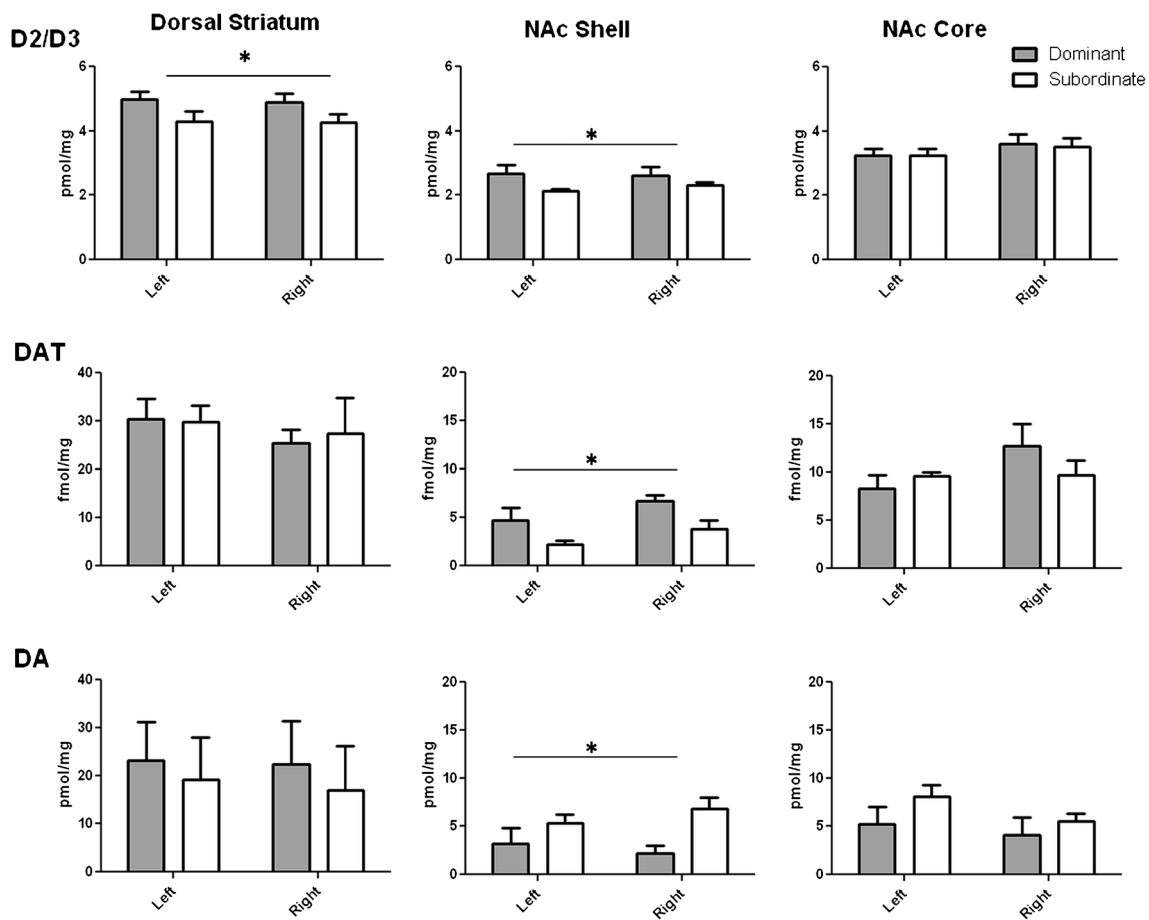 D2/D3
Dorsal Striatum
NAc Shell
NAc Core
Dominant
Subordinate
pmol/mg
6
4
2
0
*
Left
Right
pmol/mg
6
4
2
0
*
Left
Right
pmol/mg
6
4
2
0
Left
Right
DAT
fmol/mg
40
30
20
10
0
Left
Right
fmol/mg
20
15
10
5
0
*
Left
Right
fmol/mg
20
15
10
5
0
Left
Right
DA
pmol/mg
40
30
20
10
0
Left
Right
pmol/mg
20
15
10
5
0
*
Left
Right
pmol/mg
20
15
10
5
0
Left
Right